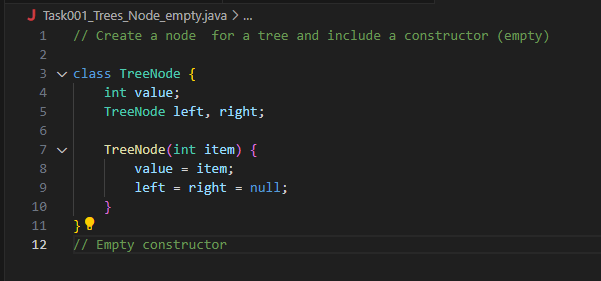 J Task001_Trees_Node_empty.java > ...
1 // Create a node  for a tree and include a constructor (empty)
2
3 class TreeNode {
4     int value;
5     TreeNode left, right;
6
7     TreeNode(int item) {
8         value = item;
9         left = right = null;
10     }
11 }
12 // Empty constructor